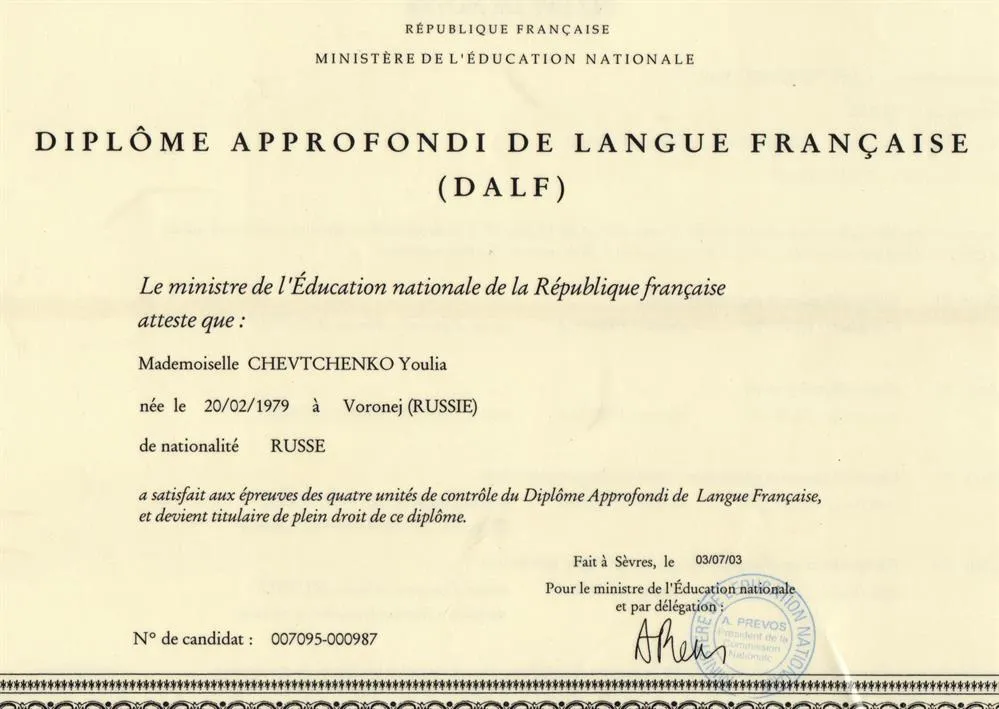 RÉPUBLIQUE FRANÇAISE
MINISTÈRE DE L'ÉDUCATION NATIONALE
DIPLÔME APPROFONDI DE LANGUE FRANÇAISE
(DALF)
Le ministre de l'Éducation nationale de la République française
atteste que :
Mademoiselle CHEVTCHENKO Youlia
née le 20/02/1979 à Voronej (RUSSIE)
de nationalité RUSSE
a satisfait aux épreuves des quatre unités de contrôle du Diplôme Approfondi de Langue Française,
et devient titulaire de plein droit de ce diplôme.
Fait à Sèvres, le 03/07/03
Pour le ministre de l'Éducation nationale
et par délégation :
A. PREVOS
Président de la
Commission
Nationale
N° de candidat : 007095-000987